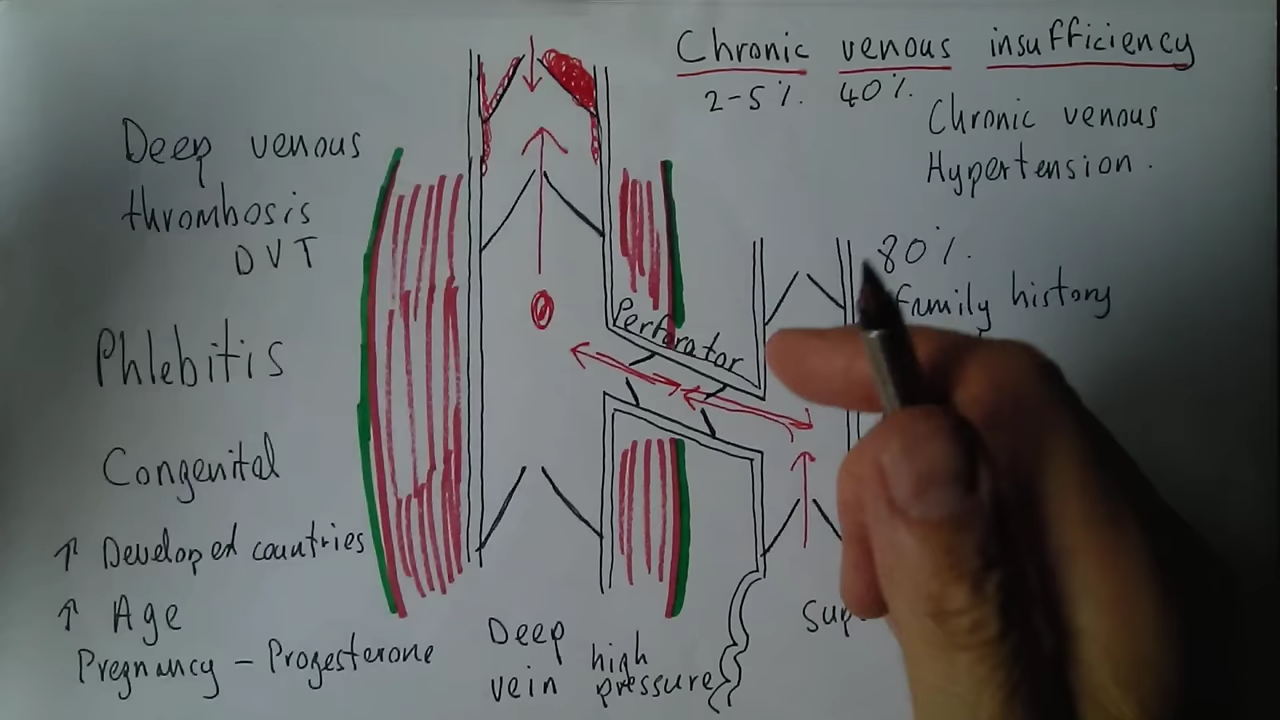 Chronic venous insufficiency
2-5%. 40%.
Chronic venous
Hypertension.
Deep venous
thrombosis
DVT
80%.
family history
Perforator
Phlebitis
Congenital
↑ Developed countries
↑ Age
Pregnancy - Progesterone
Deep
vein
high
pressure